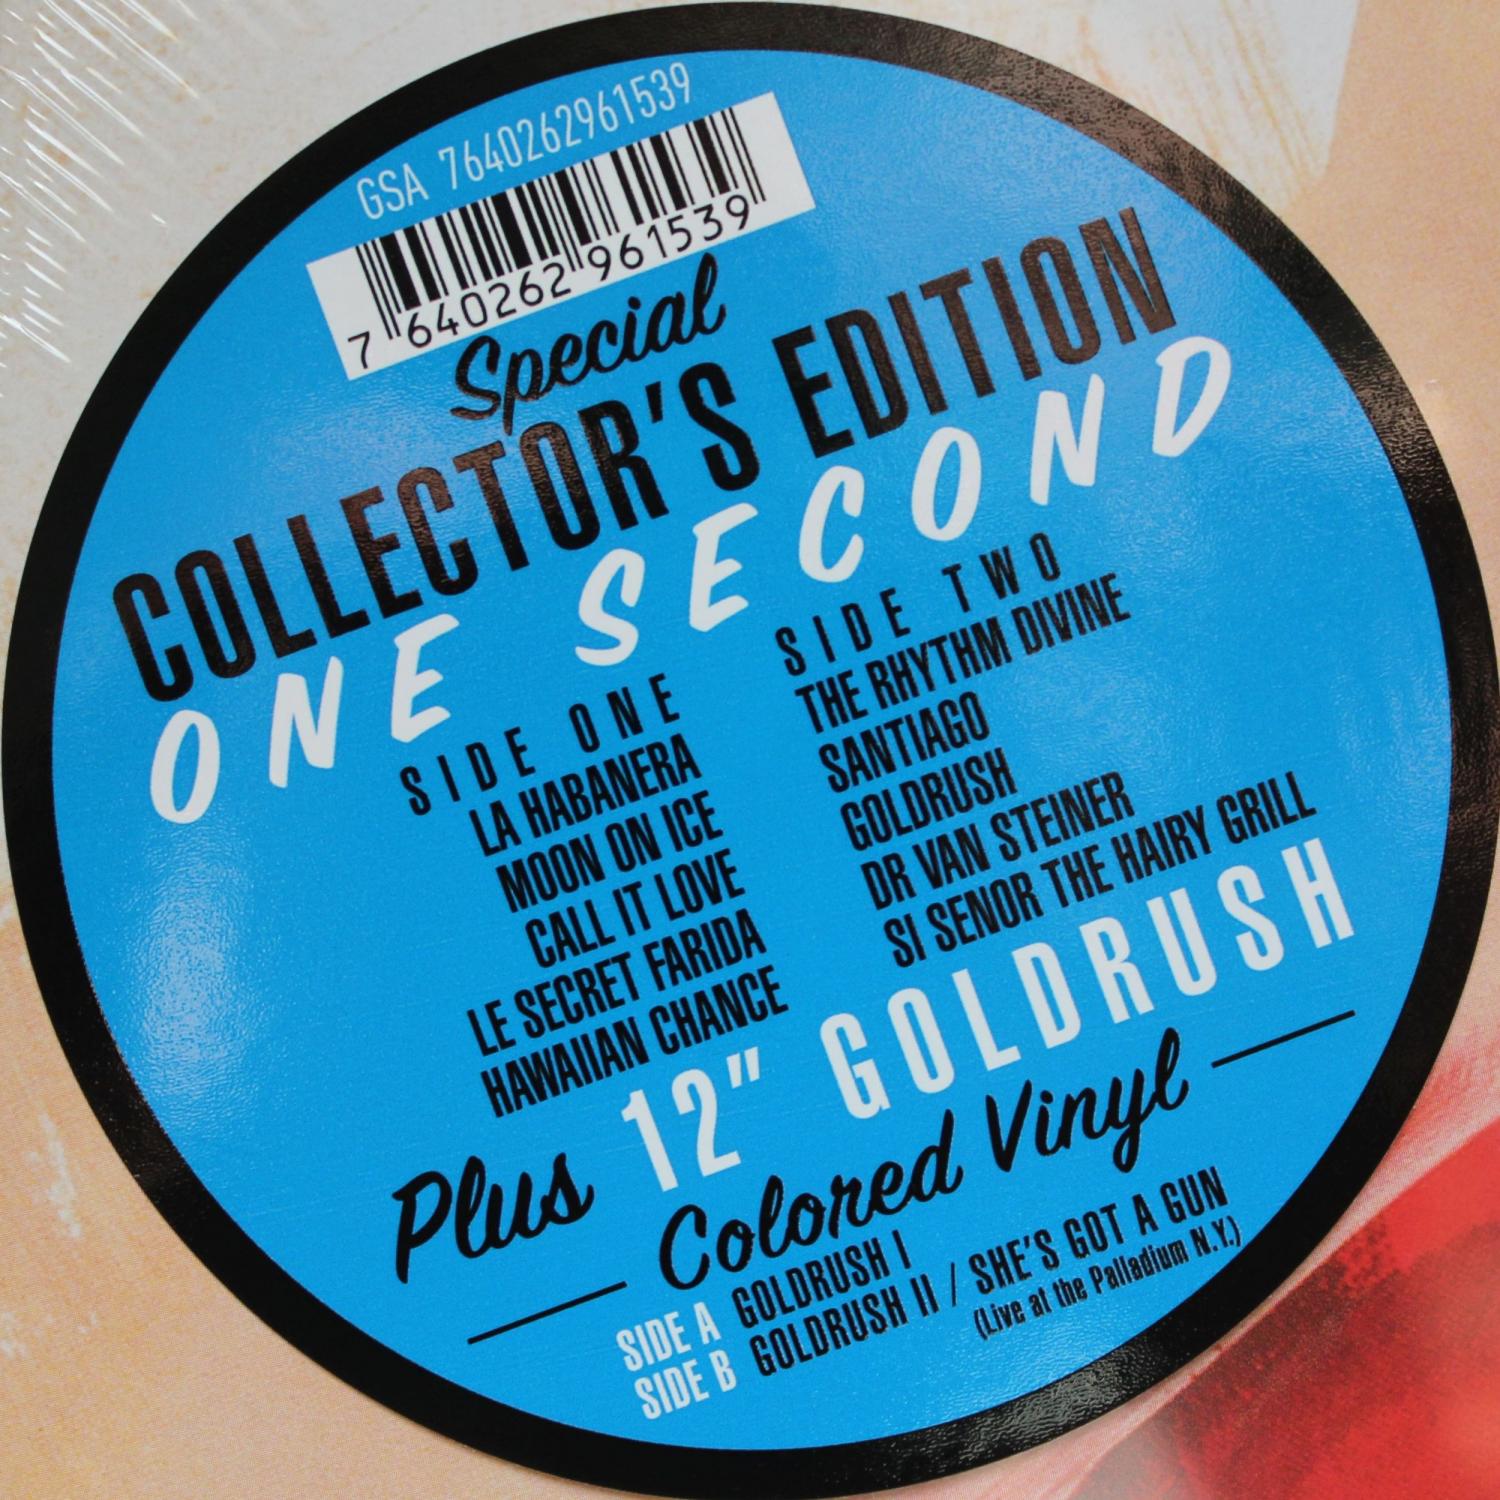 GSA 7640262961539
7 640262 961539
Special
COLLECTOR'S EDITION
ONE SECOND
SIDE ONE
LA HABANERA
MOON ON ICE
CALL IT LOVE
LE SECRET FARIDA
HAWAIIAN CHANCE
SIDE TWO
THE RHYTHM DIVINE
SANTIAGO
GOLDRUSH
DR VAN STEINER
SI SENOR THE HAIRY GRILL
Plus 12" GOLDRUSH
Colored Vinyl
SIDE A GOLDRUSH I
SIDE B GOLDRUSH II / SHE'S GOT A GUN
(Live at the Palladium N.Y.)